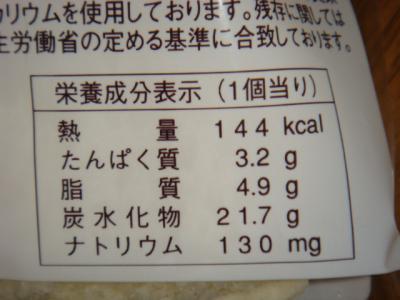 カリウムを使用しております。残存に関しては
生労働省の定める基準に合致しております。
栄養成分表示（1個当り）
熱量 144 kcal
たんぱく質 3.2 g
脂質 4.9 g
炭水化物 21.7 g
ナトリウム 130 mg